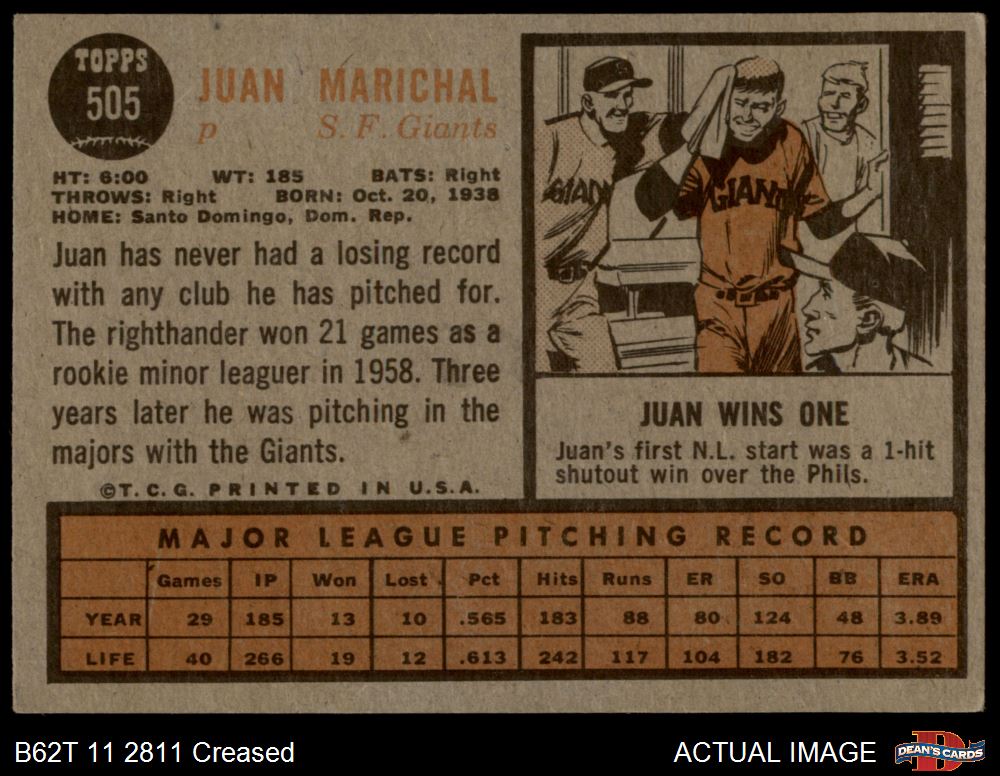 TOPPS
505
JUAN MARICHAL
p S. F. Giants
HT: 6:00 WT: 185 BATS: Right
THROWS: Right BORN: Oct. 20, 1938
HOME: Santo Domingo, Dom. Rep.
Juan has never had a losing record
with any club he has pitched for.
The righthander won 21 games as a
rookie minor leaguer in 1958. Three
years later he was pitching in the
majors with the Giants.
©T.C.G. PRINTED IN U.S.A.
GIAN
GIANT
JUAN WINS ONE
Juan's first N.L. start was a 1-hit
shutout win over the Phils.
MAJOR LEAGUE PITCHING RECORD
Games IP Won Lost Pct Hits Runs ER SO BB ERA
YEAR 29 185 13 10 .565 183 88 80 124 48 3.89
LIFE 40 266 19 12 .613 242 117 104 182 76 3.52
B62T 11 2811 Creased ACTUAL IMAGE DEAN'S CARDS